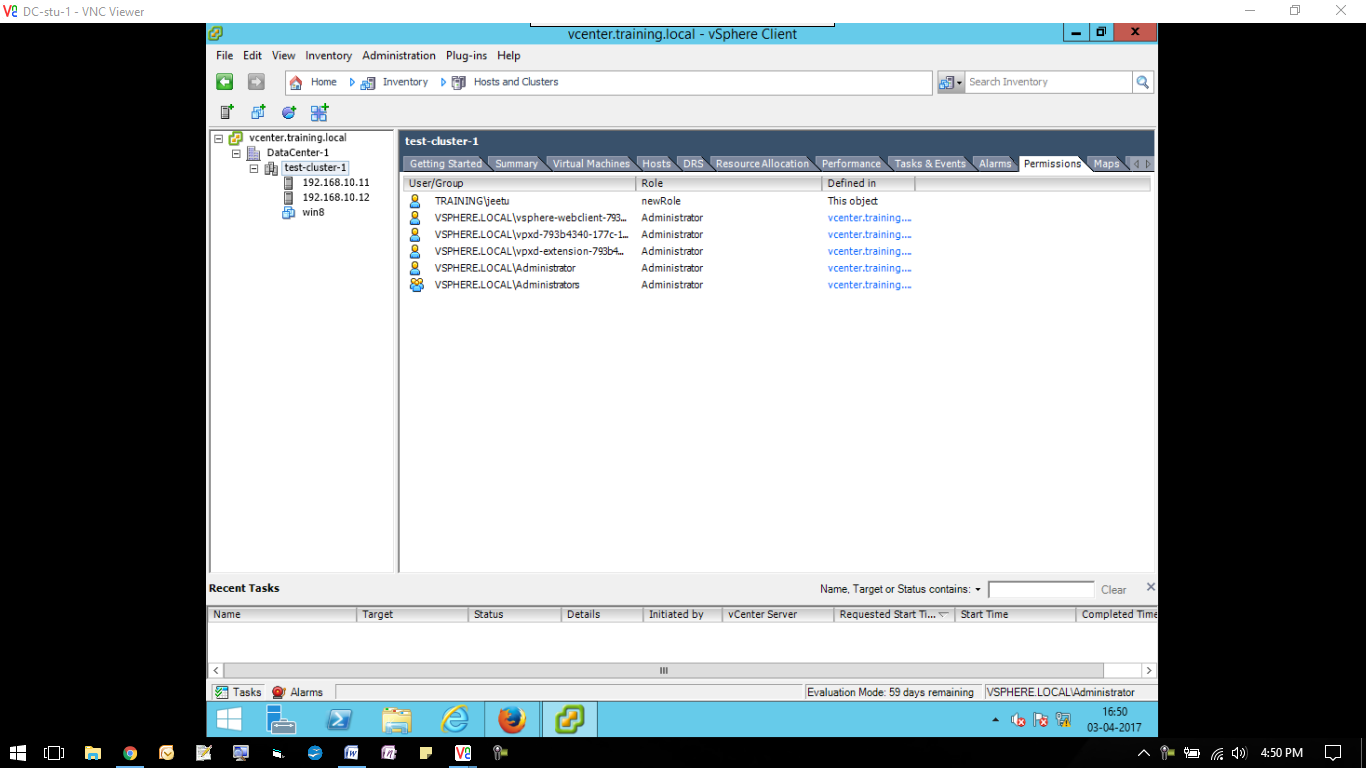 DC-stu-1 - VNC Viewer
vcenter.training.local - vSphere Client
File Edit View Inventory Administration Plug-ins Help
Home Inventory Hosts and Clusters
Search Inventory
vcenter.training.local
DataCenter-1
test-cluster-1
192.168.10.11
192.168.10.12
win8
test-cluster-1
Getting Started Summary Virtual Machines Hosts DRS Resource Allocation Performance Tasks & Events Alarms Permissions Maps
User/Group Role Defined in
TRAINING\jeetu newRole This object
VSPHERE.LOCAL\vsphere-webclient-793... Administrator vcenter.training....
VSPHERE.LOCAL\vpxd-793b4340-177c-1... Administrator vcenter.training....
VSPHERE.LOCAL\vpxd-extension-793b4... Administrator vcenter.training....
VSPHERE.LOCAL\Administrator Administrator vcenter.training....
VSPHERE.LOCAL\Administrators Administrator vcenter.training....
Recent Tasks
Name, Target or Status contains: Clear
Name Target Status Details Initiated by vCenter Server Requested Start Ti... Start Time Completed Time
Tasks Alarms
Evaluation Mode: 59 days remaining VSPHERE.LOCAL\Administrator
16:50
03-04-2017
4:50 PM